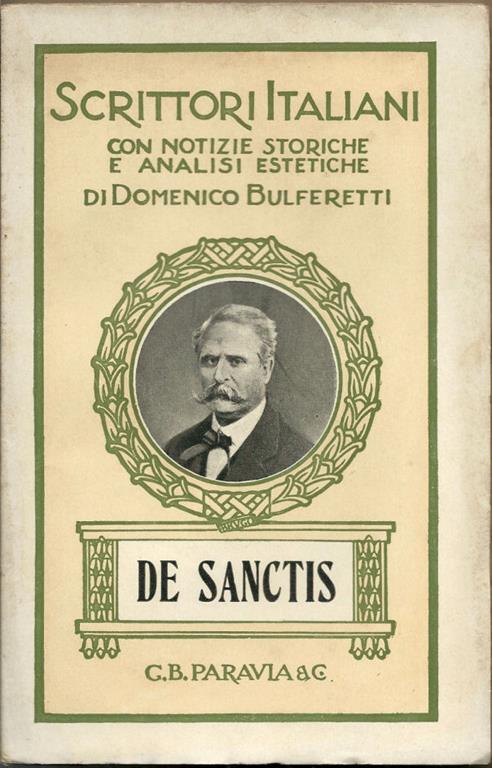 SCRITTORI ITALIANI
CON NOTIZIE STORICHE
E ANALISI ESTETICHE
DI DOMENICO BULFERETTI
DE SANCTIS
G.B. PARAVIA & C.